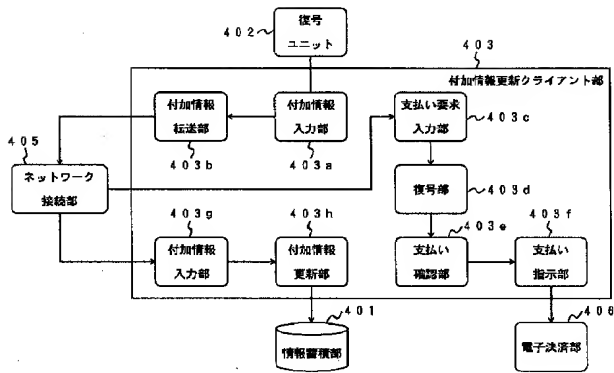 402
復号
ユニット
403
付加情報更新クライアント部
付加情報
転送部
付加情報
入力部
支払い要求
入力部
403c
403b
403a
405
ネットワーク
接続部
復号部
403d
403g
403h
403e
403f
付加情報
入力部
付加情報
更新部
支払い
確認部
支払い
指示部
401
情報蓄積部
406
電子決済部